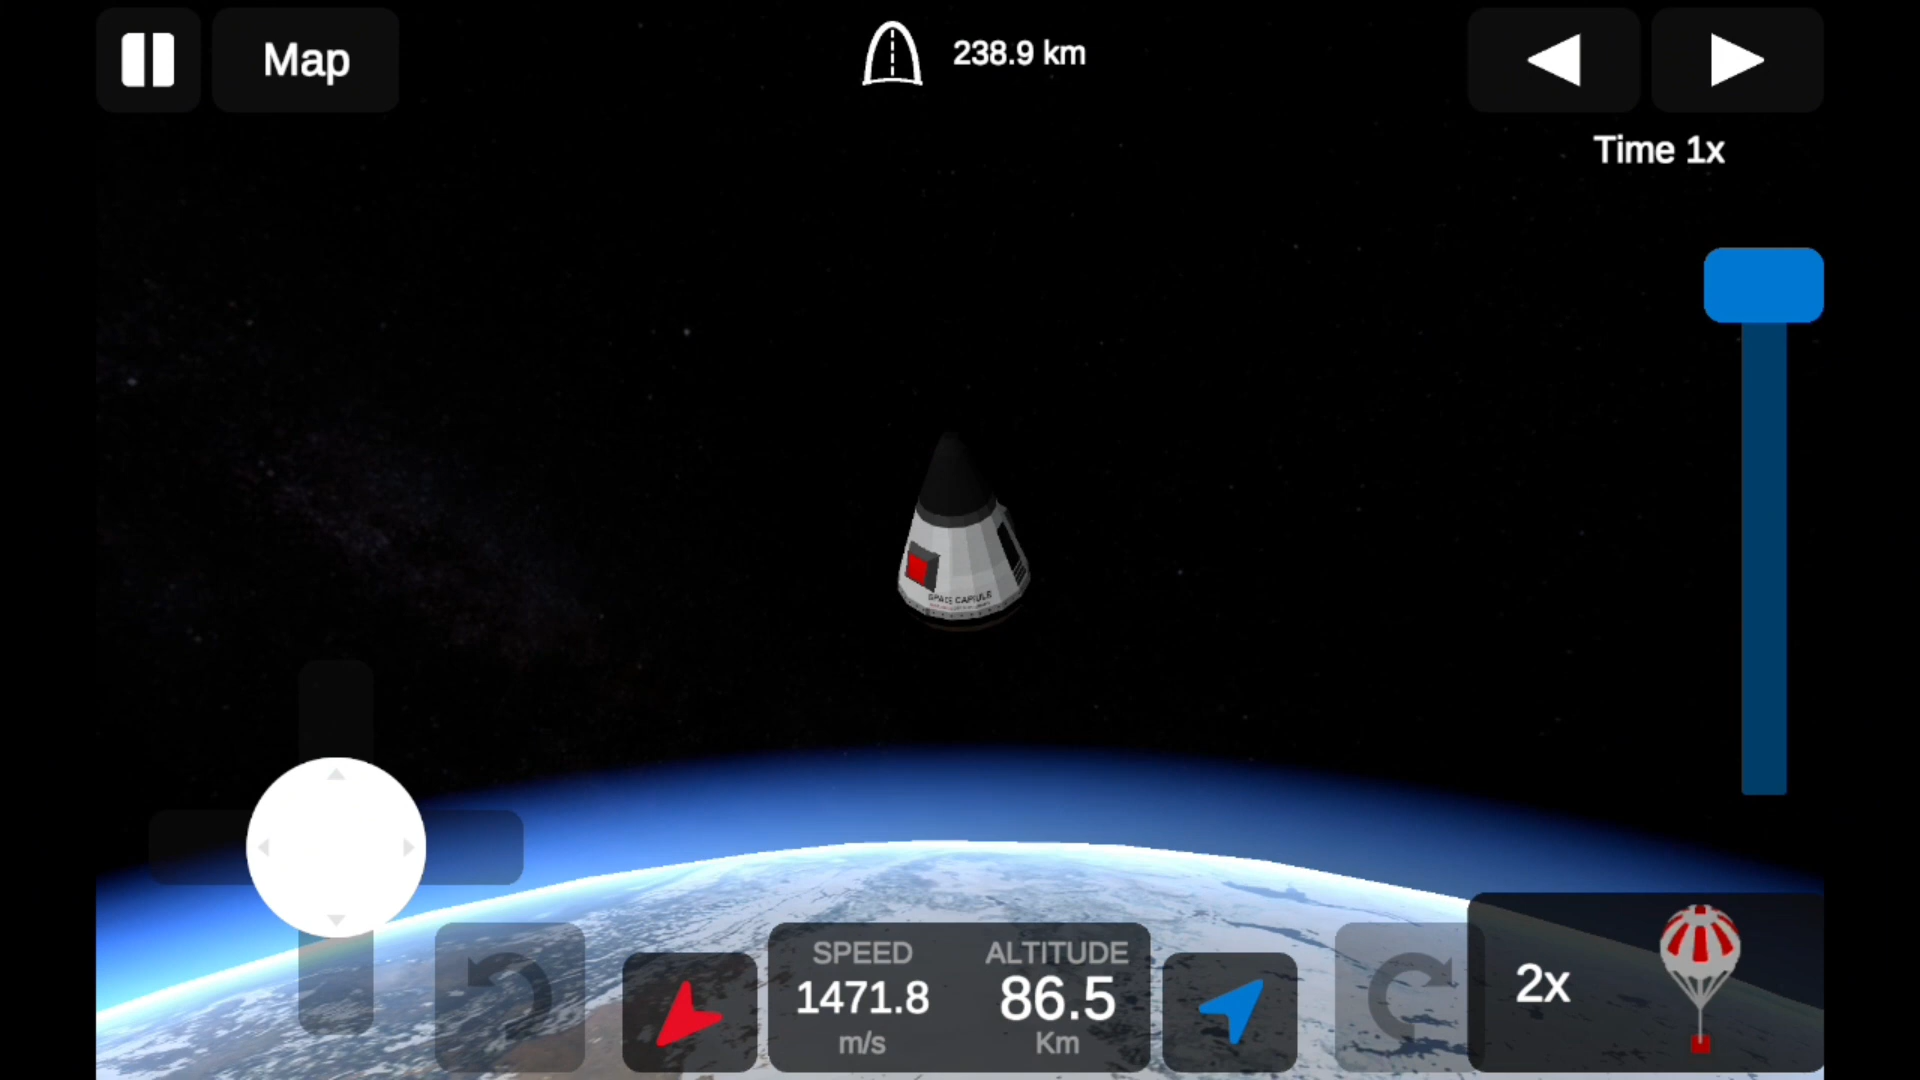 Map
238.9 km
Time 1x
SPACE CAPSULE
SPEED
ALTITUDE
1471.8
86.5
m/s
Km
2x